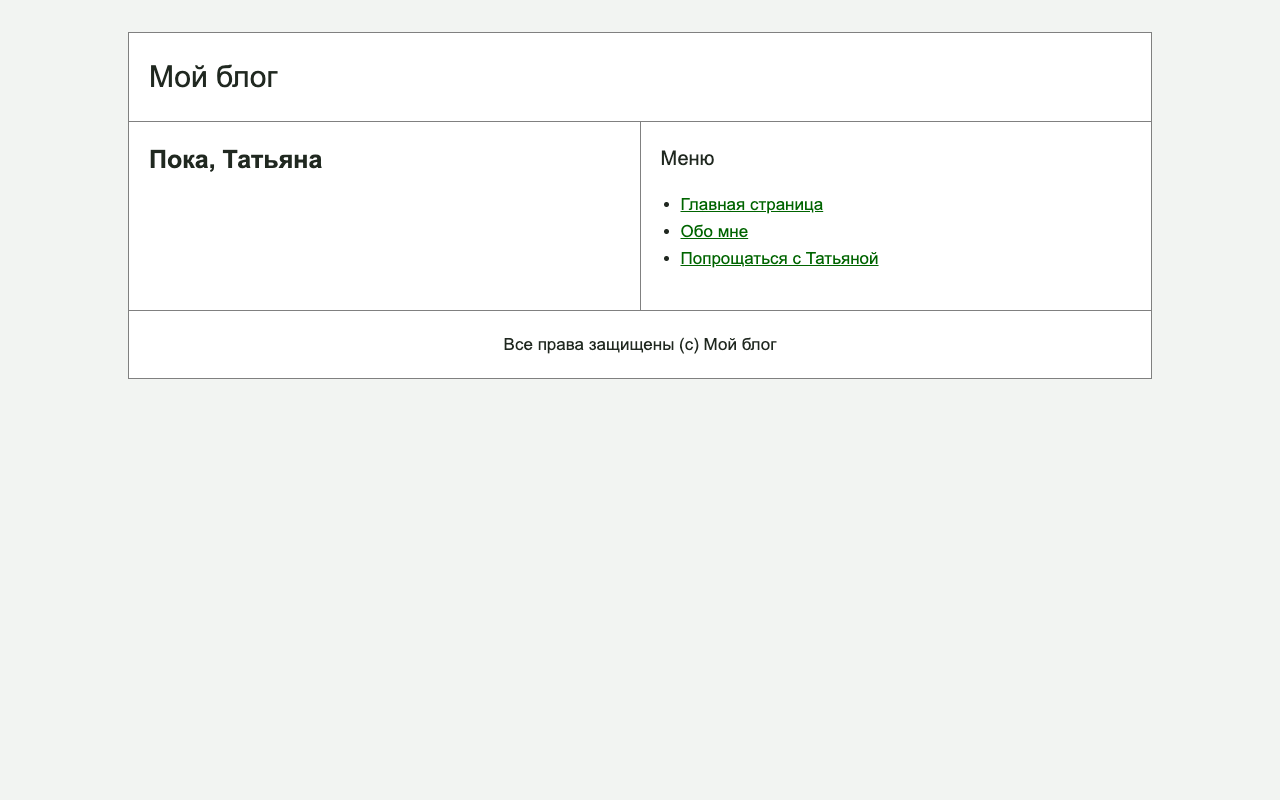 Мой блог
Пока, Татьяна
Меню
Главная страница
Обо мне
Попрощаться с Татьяной
Все права защищены (с) Мой блог